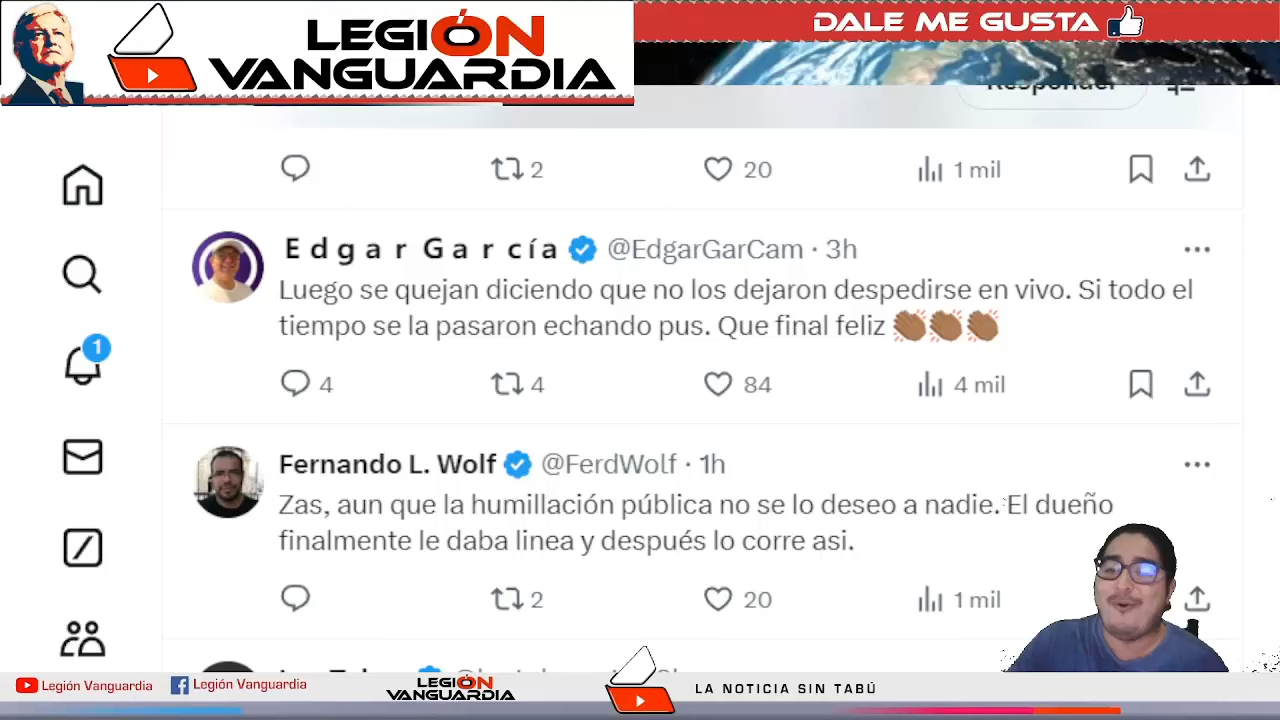 LEGIÓN
VANGUARDIA
DALE ME GUSTA
Responder
2
20
1 mil
Edgar García @EdgarGarCam · 3h
Luego se quejan diciendo que no los dejaron despedirse en vivo. Si todo el
tiempo se la pasaron echando pus. Que final feliz 👏🏽👏🏽👏🏽
4
4
84
4 mil
1
Fernando L. Wolf @FerdWolf · 1h
Zas, aun que la humillación pública no se lo deseo a nadie. El dueño
finalmente le daba linea y después lo corre asi.
2
20
1 mil
Legión Vanguardia
Legión Vanguardia
LEGIÓN
VANGUARDIA
LA NOTICIA SIN TABÚ